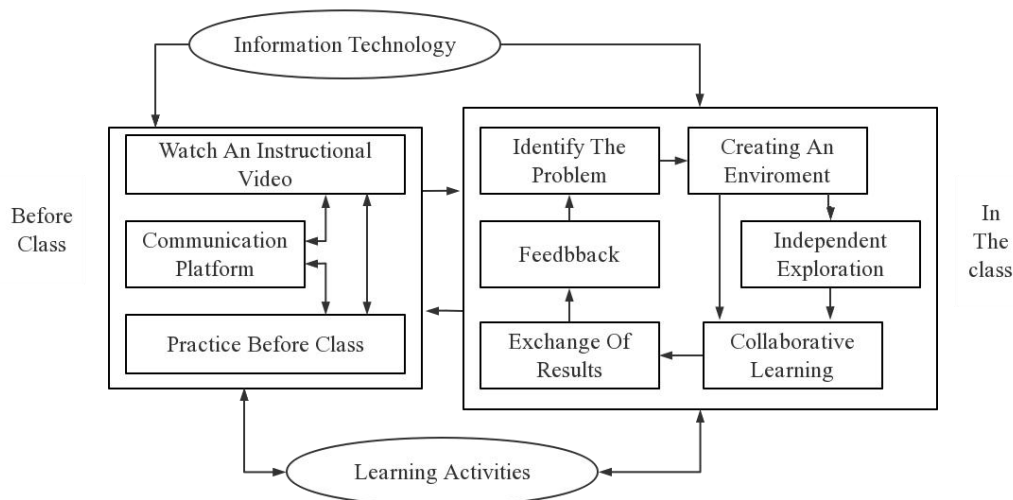 Information Technology
Before
Class
Watch An Instructional
Video
Communication
Platform
Practice Before Class
Identify The
Problem
Creating An
Enviroment
Feedbback
Independent
Exploration
Exchange Of
Results
Collaborative
Learning
In
The
class
Learning Activities